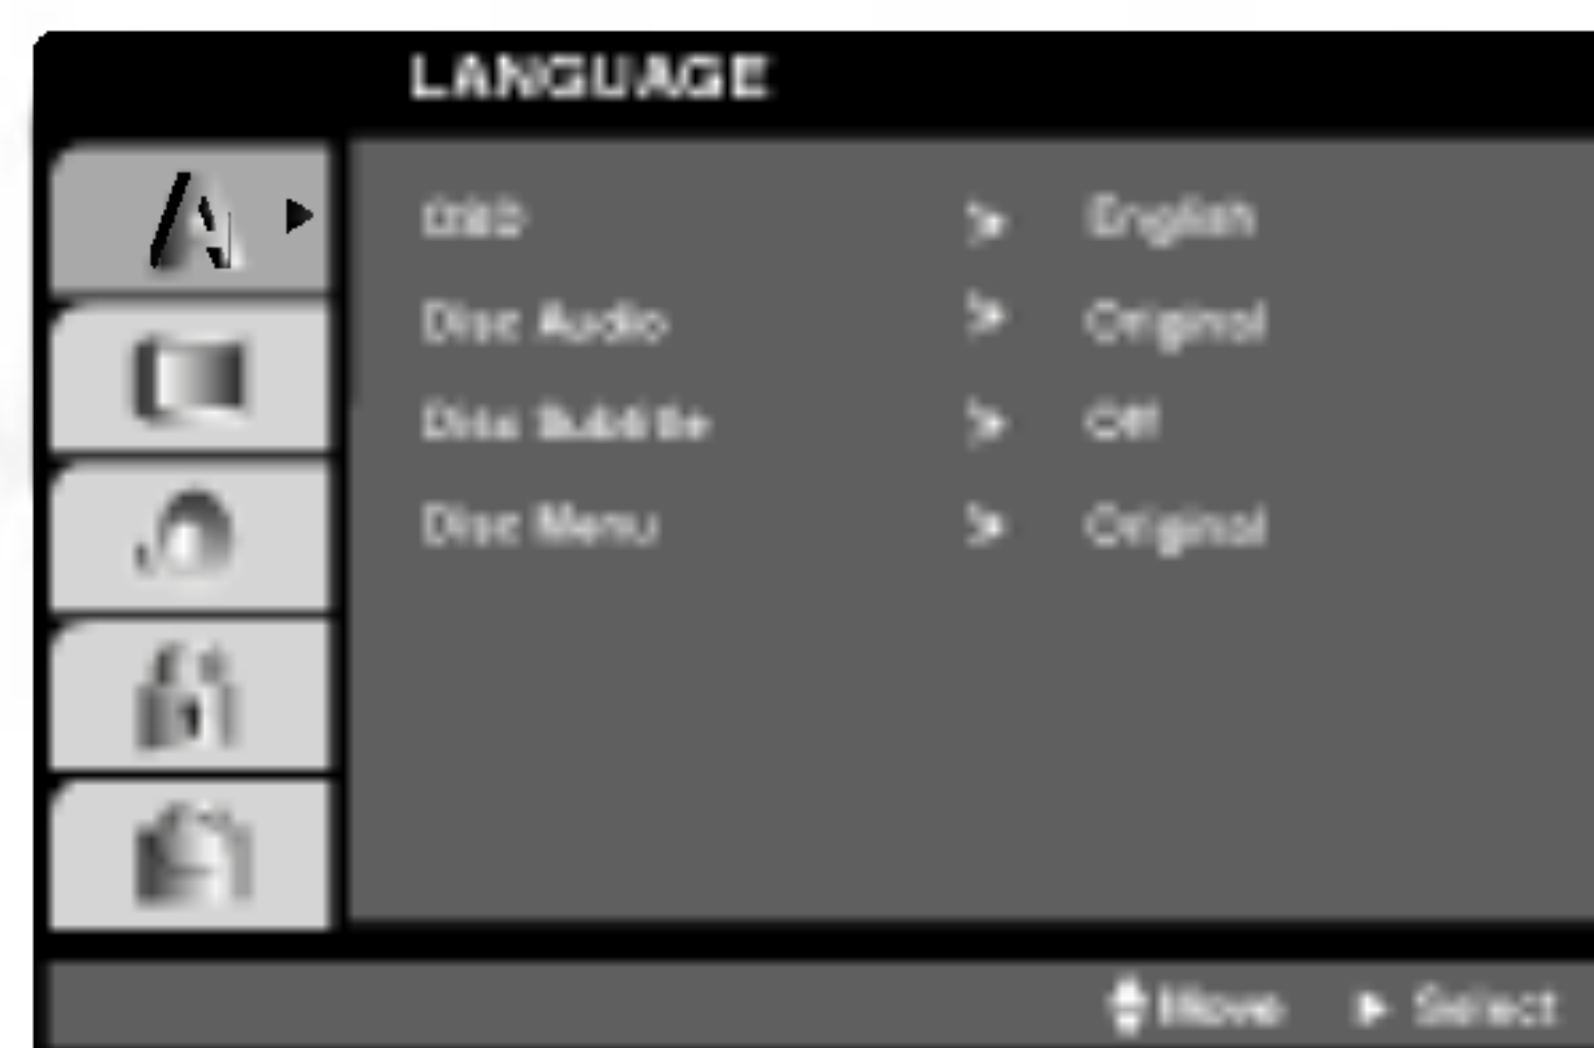 LANGUAGE
OSD > English
Disc Audio > Original
Disc Subtitle > Off
Disc Menu > Original
Move Select